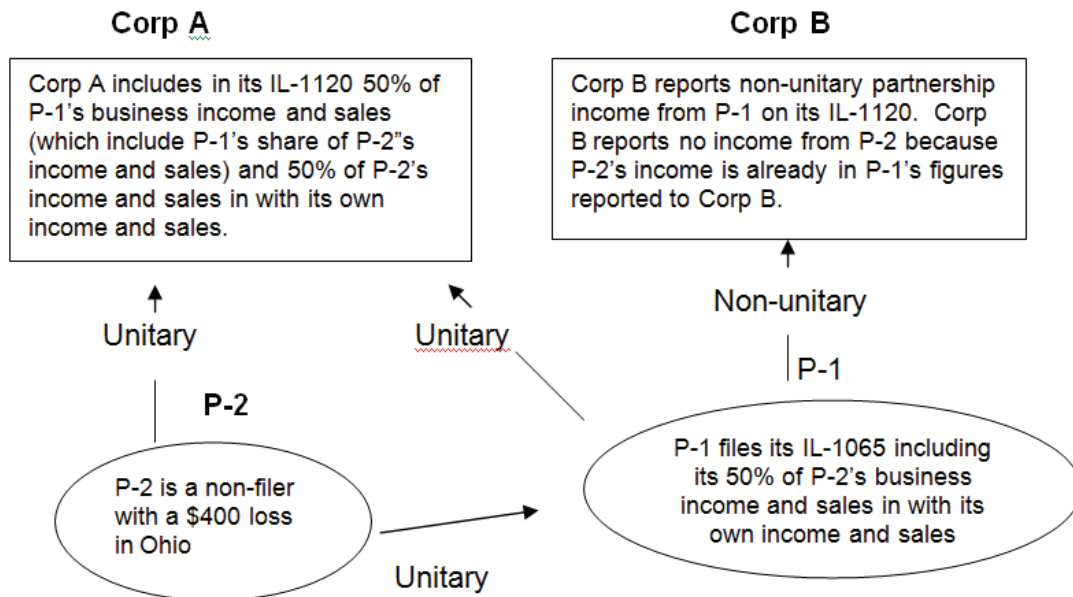 Corp A
Corp B
Corp A includes in its IL-1120 50% of
P-1's business income and sales
(which include P-1's share of P-2"s
income and sales) and 50% of P-2's
income and sales in with its own
income and sales.
Corp B reports non-unitary partnership
income from P-1 on its IL-1120.  Corp
B reports no income from P-2 because
P-2's income is already in P-1's figures
reported to Corp B.
Unitary
Unitary
Non-unitary
P-1
P-2
P-2 is a non-filer
with a $400 loss
in Ohio
P-1 files its IL-1065 including
its 50% of P-2's business
income and sales in with its
own income and sales
Unitary